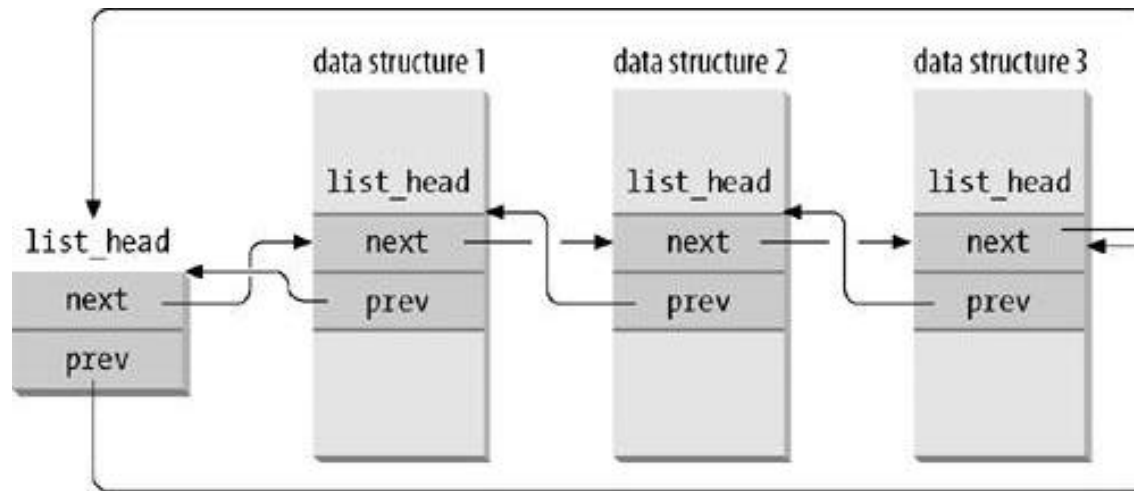 data structure 1
data structure 2
data structure 3
list_head
list_head
list_head
list_head
next
next
next
next
prev
prev
prev
prev